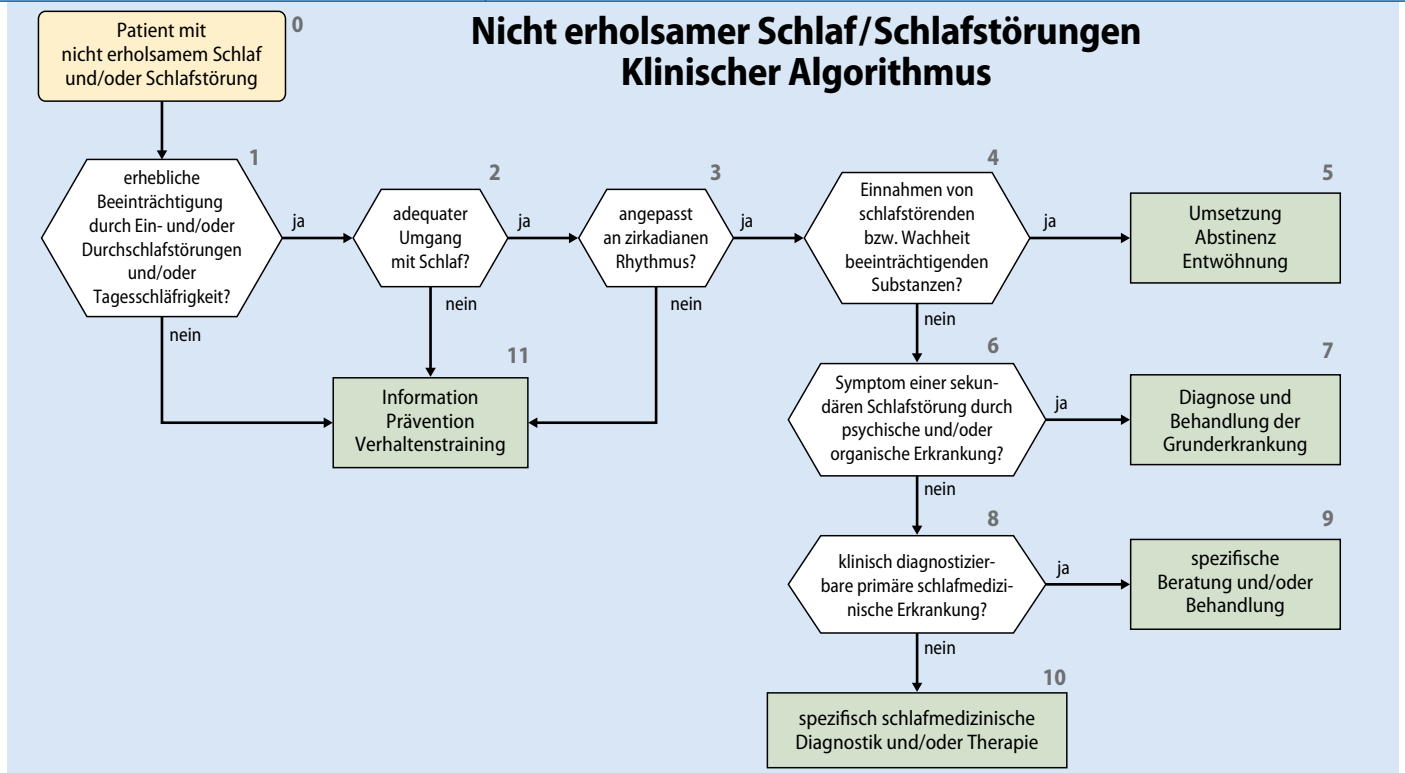 Nicht erholsamer Schlaf/Schlafstörungen
Klinischer Algorithmus
0
Patient mit
nicht erholsamem Schlaf
und/oder Schlafstörung
1
erhebliche
Beeinträchtigung
durch Ein- und/oder
Durchschlafstörungen
und/oder
Tagesschläfrigkeit?
ja
nein
2
adequater
Umgang
mit Schlaf?
ja
nein
3
angepasst
an zirkadianen
Rhythmus?
ja
nein
4
Einnahmen von
schlafstörenden
bzw. Wachheit
beeinträchtigenden
Substanzen?
ja
nein
5
Umsetzung
Abstinenz
Entwöhnung
11
Information
Prävention
Verhaltenstraining
6
Symptom einer sekun-
dären Schlafstörung durch
psychische und/oder
organische Erkrankung?
ja
nein
7
Diagnose und
Behandlung der
Grunderkrankung
8
klinisch diagnostizier-
bare primäre schlafmedizi-
nische Erkrankung?
ja
nein
9
spezifische
Beratung und/oder
Behandlung
10
spezifisch schlafmedizinische
Diagnostik und/oder Therapie